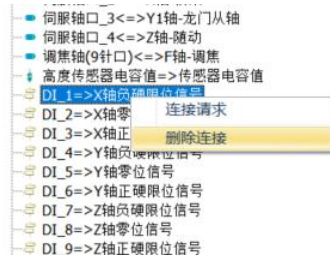 伺服轴口_3<=>Y1轴-龙门从轴
伺服轴口_4<=>Z轴-随动
调焦轴(9针口)<=>F轴-调焦
高度传感器电容值=>传感器电容值
DI_1=>X轴负硬限位信号
DI_2=>X轴零
连接请求
DI_3=>X轴正
删除连接
DI_4=>Y轴负硬限位信号
DI_5=>Y轴零位信号
DI_6=>Y轴正硬限位信号
DI_7=>Z轴负硬限位信号
DI_8=>Z轴零位信号
DI_9=>Z轴正硬限位信号